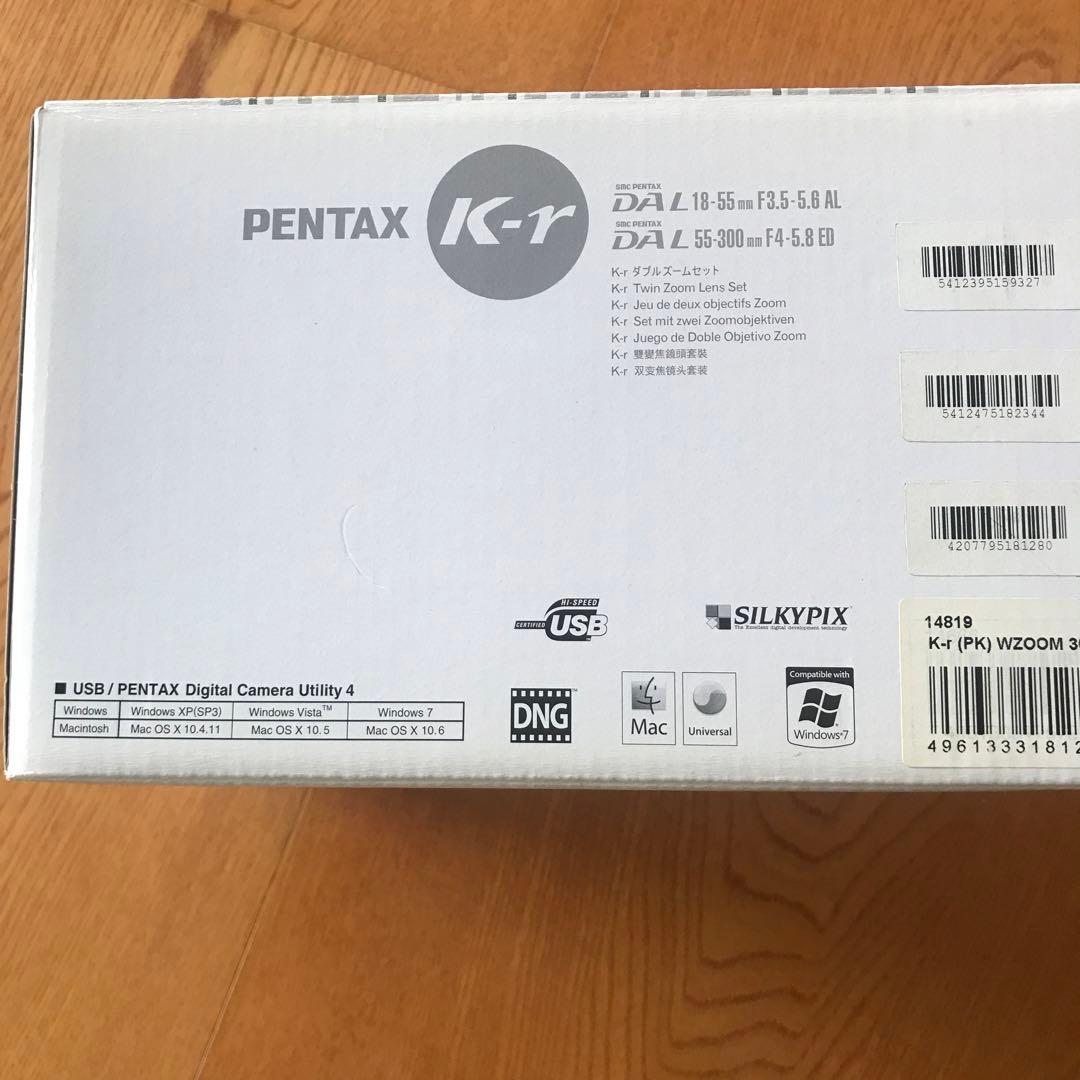 PENTAX K-r
smc PENTAX
DA L 18-55mm F3.5-5.6 AL
smc PENTAX
DA L 55-300mm F4-5.8 ED
K-r ダブルズームセット
K-r Twin Zoom Lens Set
K-r Jeu de deux objectifs Zoom
K-r Set mit zwei Zoomobjektiven
K-r Juego de Doble Objetivo Zoom
K-r 雙變焦鏡頭套裝
K-r 双变焦镜头套装
5412395159327
5412475182344
4207795181280
14819
K-r (PK) WZOOM 30
49613331812
HI-SPEED
CERTIFIED USB
SILKYPIX
The Excellent digital development technology
■ USB / PENTAX Digital Camera Utility 4
Windows Windows XP(SP3) Windows Vista™ Windows 7
Macintosh Mac OS X 10.4.11 Mac OS X 10.5 Mac OS X 10.6
DNG™
Mac
Universal
Compatible with
Windows®7